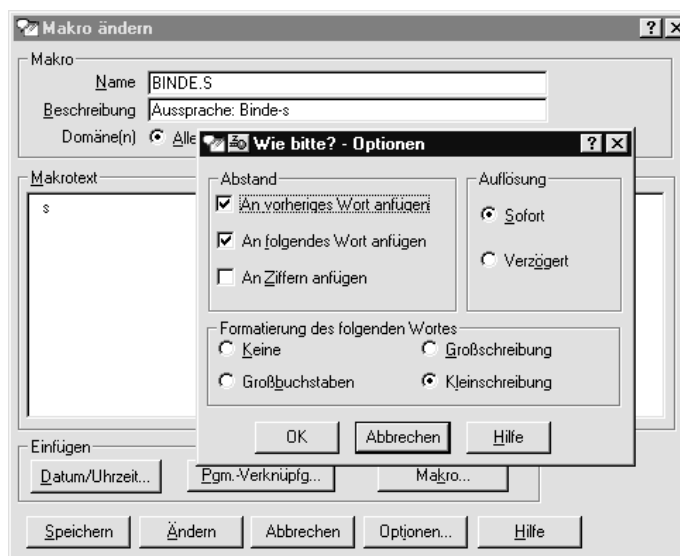 Makro ändern
Makro
Name BINDE.S
Beschreibung Aussprache: Binde-s
Domäne(n) Alle
Wie bitte? - Optionen
Abstand
An vorheriges Wort anfügen
An folgendes Wort anfügen
An Ziffern anfügen
Auflösung
Sofort
Verzögert
Formatierung des folgenden Wortes
Keine Großschreibung
Großbuchstaben Kleinschreibung
OK Abbrechen Hilfe
Makrotext
s
Einfügen
Datum/Uhrzeit... Pgm.-Verknüpfg... Makro...
Speichern Ändern Abbrechen Optionen... Hilfe